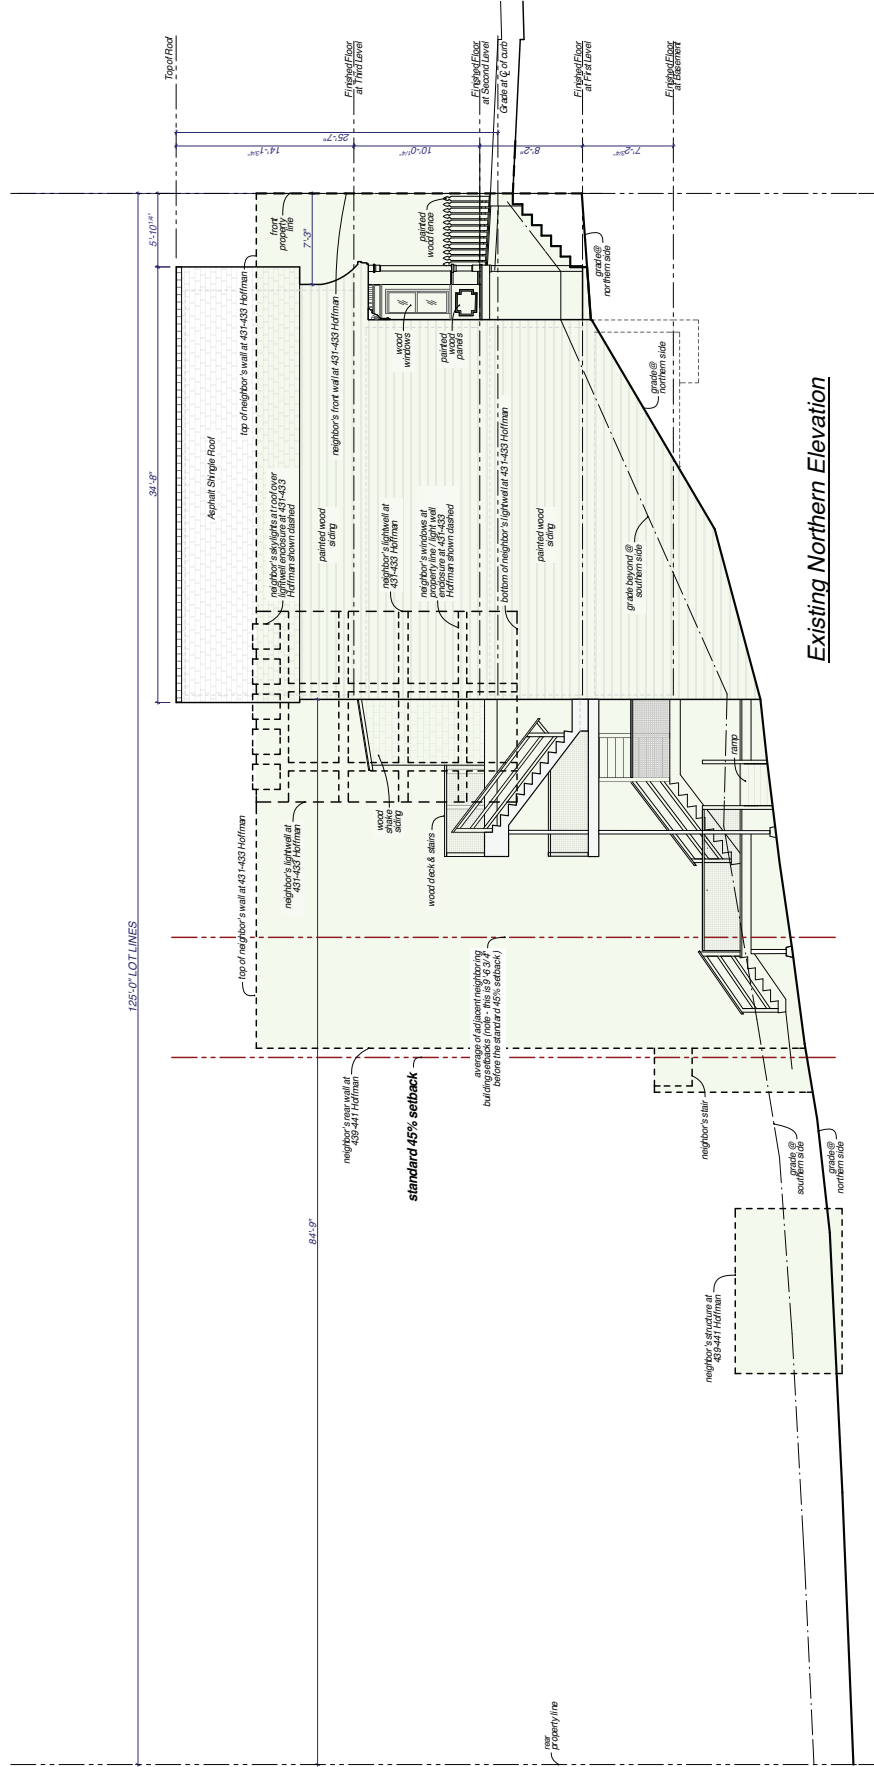 Top of Roof
Finished Floor
at Third Level
Finished Floor
at Second Level
Grade at ℄ of curb
Finished Floor
at First Level
Finished Floor
at Basement
25'-7"
14'-1 3/4"
10'-0 1/4"
8'-2"
7'-2 3/4"
5'-10 1/4"
34'-8"
125'-0" LOT LINES
84'-9"
7'-3"
front
property
line
top of neighbor's wall at 431-433 Hoffman
neighbor's front wall at 431-433 Hoffman
painted
wood fence
wood
windows
painted
wood
panels
grade @
northern side
grade @
northern side
Asphalt Shingle Roof
neighbor's skylights at roof over
lightwell enclosure at 431-433
Hoffman shown dashed
painted wood
siding
neighbor's lightwell at
431-433 Hoffman
neighbor's windows at
property line / light well
enclosure at 431-433
Hoffman shown dashed
bottom of neighbor's lightwell at 431-433 Hoffman
painted wood
siding
grade beyond @
southern side
top of neighbor's wall at 431-433 Hoffman
neighbor's lightwell at
431-433 Hoffman
wood
shake
siding
wood deck & stairs
ramp
average of adjacent neighboring
building setbacks (note - this is 9'-6 3/4"
before the standard 45% setback)
neighbor's rear wall at
439-441 Hoffman
standard 45% setback
neighbor's stair
grade @
southern side
grade @
northern side
neighbor's structure at
439-441 Hoffman
rear
property line
Existing Northern Elevation